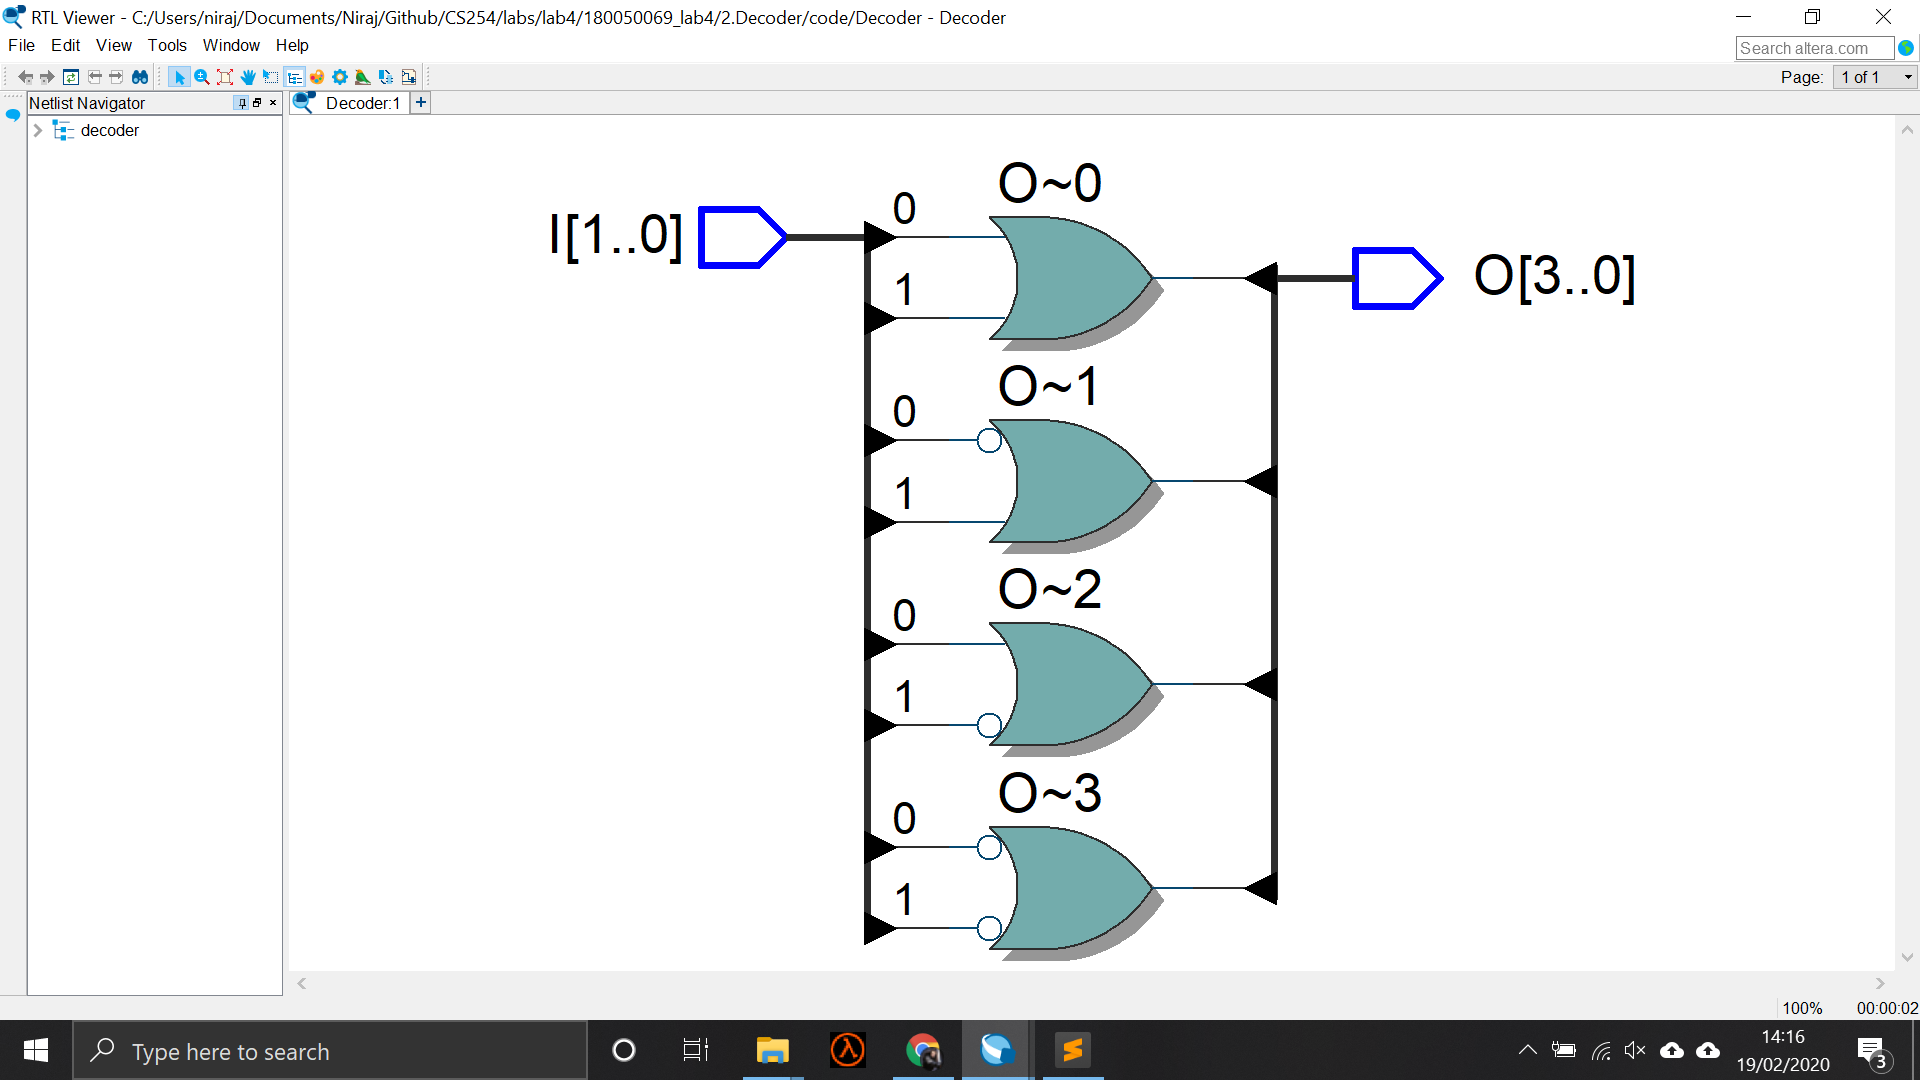 RTL Viewer - C:/Users/niraj/Documents/Niraj/Github/CS254/labs/lab4/180050069_lab4/2.Decoder/code/Decoder - Decoder
File Edit View Tools Window Help
Search altera.com
Page: 1 of 1
Netlist Navigator
Decoder:1
decoder
O~0
I[1..0]
0
1
O[3..0]
O~1
0
1
O~2
0
1
O~3
0
1
100% 00:00:02
Type here to search
14:16
19/02/2020
3